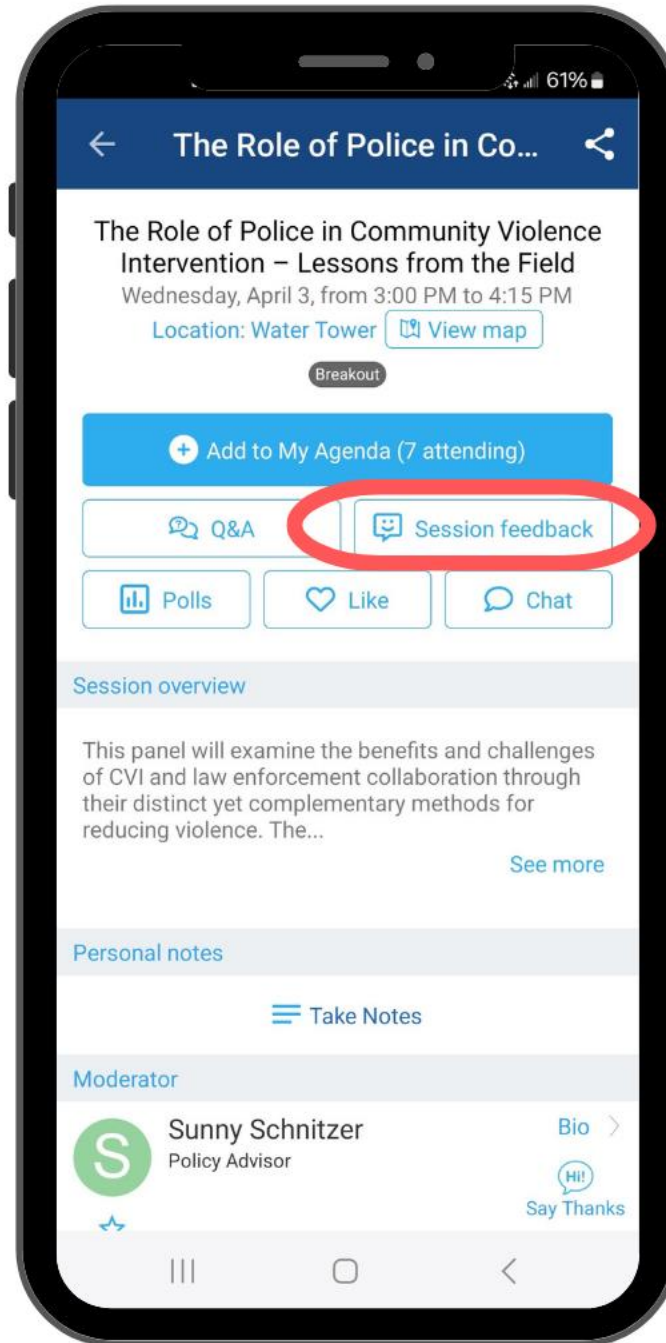 61%
The Role of Police in Co...
The Role of Police in Community Violence
Intervention – Lessons from the Field
Wednesday, April 3, from 3:00 PM to 4:15 PM
Location: Water Tower View map
Breakout
Add to My Agenda (7 attending)
Q&A Session feedback
Polls Like Chat
Session overview
This panel will examine the benefits and challenges
of CVI and law enforcement collaboration through
their distinct yet complementary methods for
reducing violence. The...
See more
Personal notes
Take Notes
Moderator
S
Sunny Schnitzer Bio
Policy Advisor
Hi!
Say Thanks